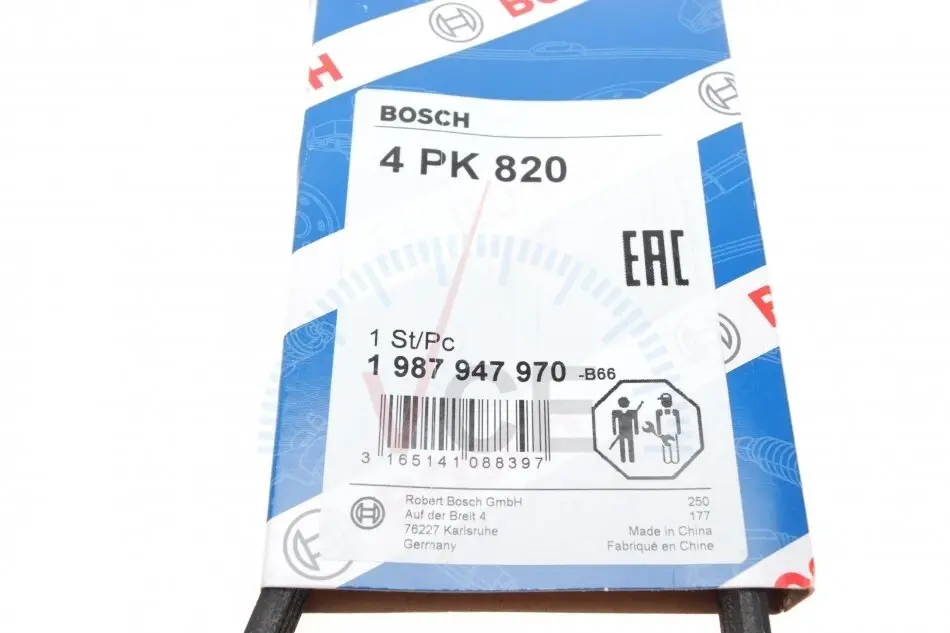 BOSCH
4 PK 820
EAC
1 St/Pc
1 987 947 970 -B66
3 165141 088397
Robert Bosch GmbH
Auf der Breit 4
76227 Karlsruhe
Germany
250
177
Made in China
Fabriqué en Chine